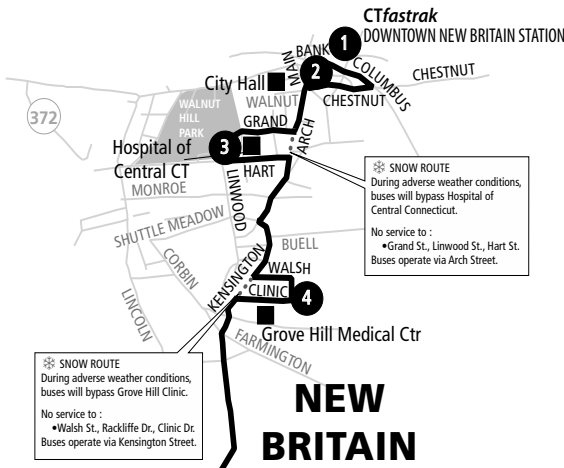 CTfastrak
DOWNTOWN NEW BRITAIN STATION
1
BANK
MAIN
2
COLUMBUS
CHESTNUT
CHESTNUT
City Hall
WALNUT
WALNUT
HILL
PARK
372
GRAND
ARCH
3
Hospital of
Central CT
HART
MONROE
LINWOOD
❄ SNOW ROUTE
During adverse weather conditions,
buses will bypass Hospital of
Central Connecticut.
No service to :
•Grand St., Linwood St., Hart St.
Buses operate via Arch Street.
SHUTTLE MEADOW
BUELL
CORBIN
KENSINGTON
WALSH
CLINIC
4
LINCOLN
Grove Hill Medical Ctr
FARMINGTON
❄ SNOW ROUTE
During adverse weather conditions,
buses will bypass Grove Hill Clinic.
No service to :
•Walsh St., Rackliffe Dr., Clinic Dr.
Buses operate via Kensington Street.
NEW
BRITAIN